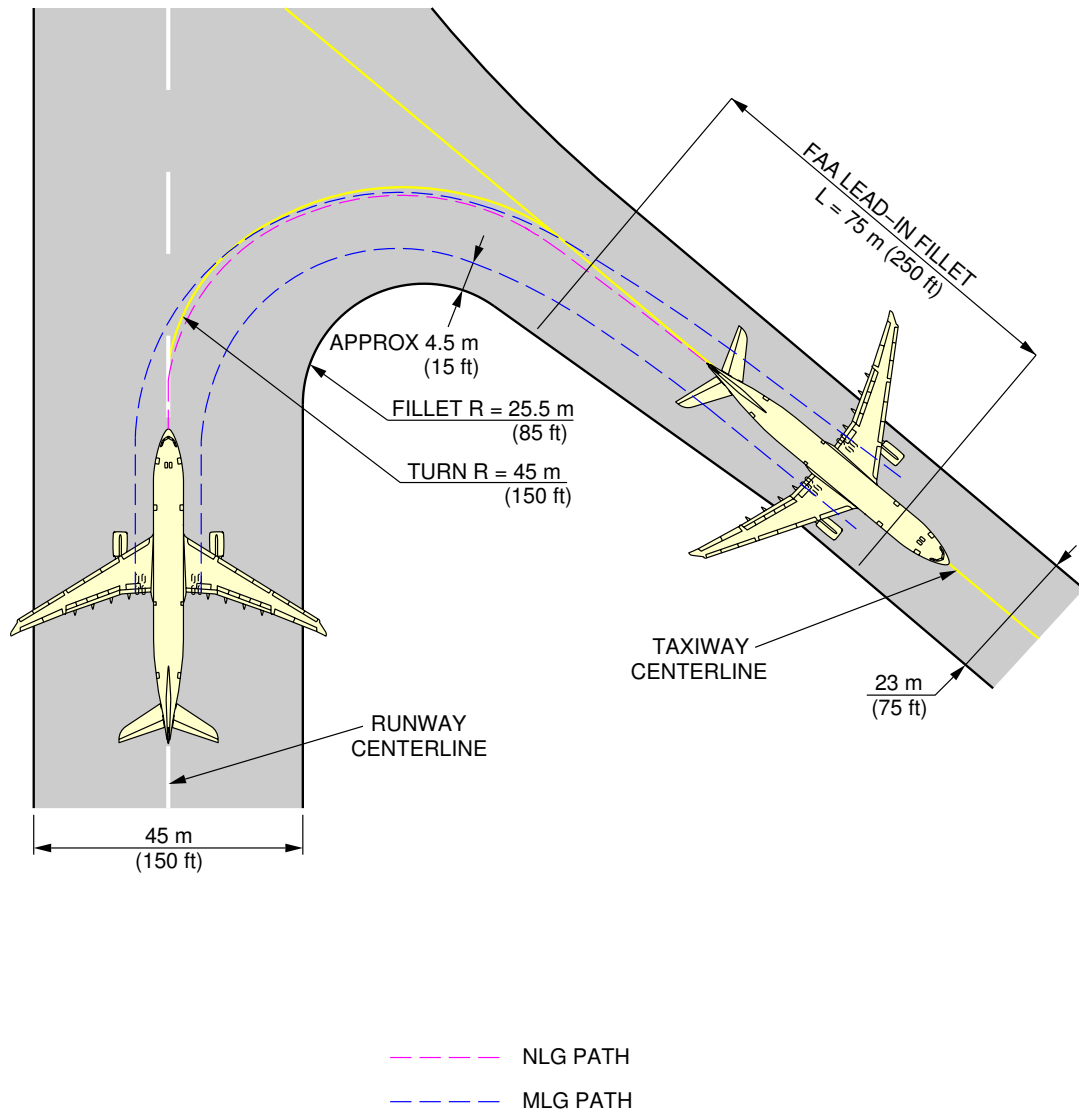 FAA LEAD–IN FILLET
L = 75 m (250 ft)
APPROX 4.5 m
(15 ft)
FILLET R = 25.5 m
(85 ft)
TURN R = 45 m
(150 ft)
TAXIWAY
CENTERLINE
23 m
(75 ft)
RUNWAY
CENTERLINE
45 m
(150 ft)
NLG PATH
MLG PATH